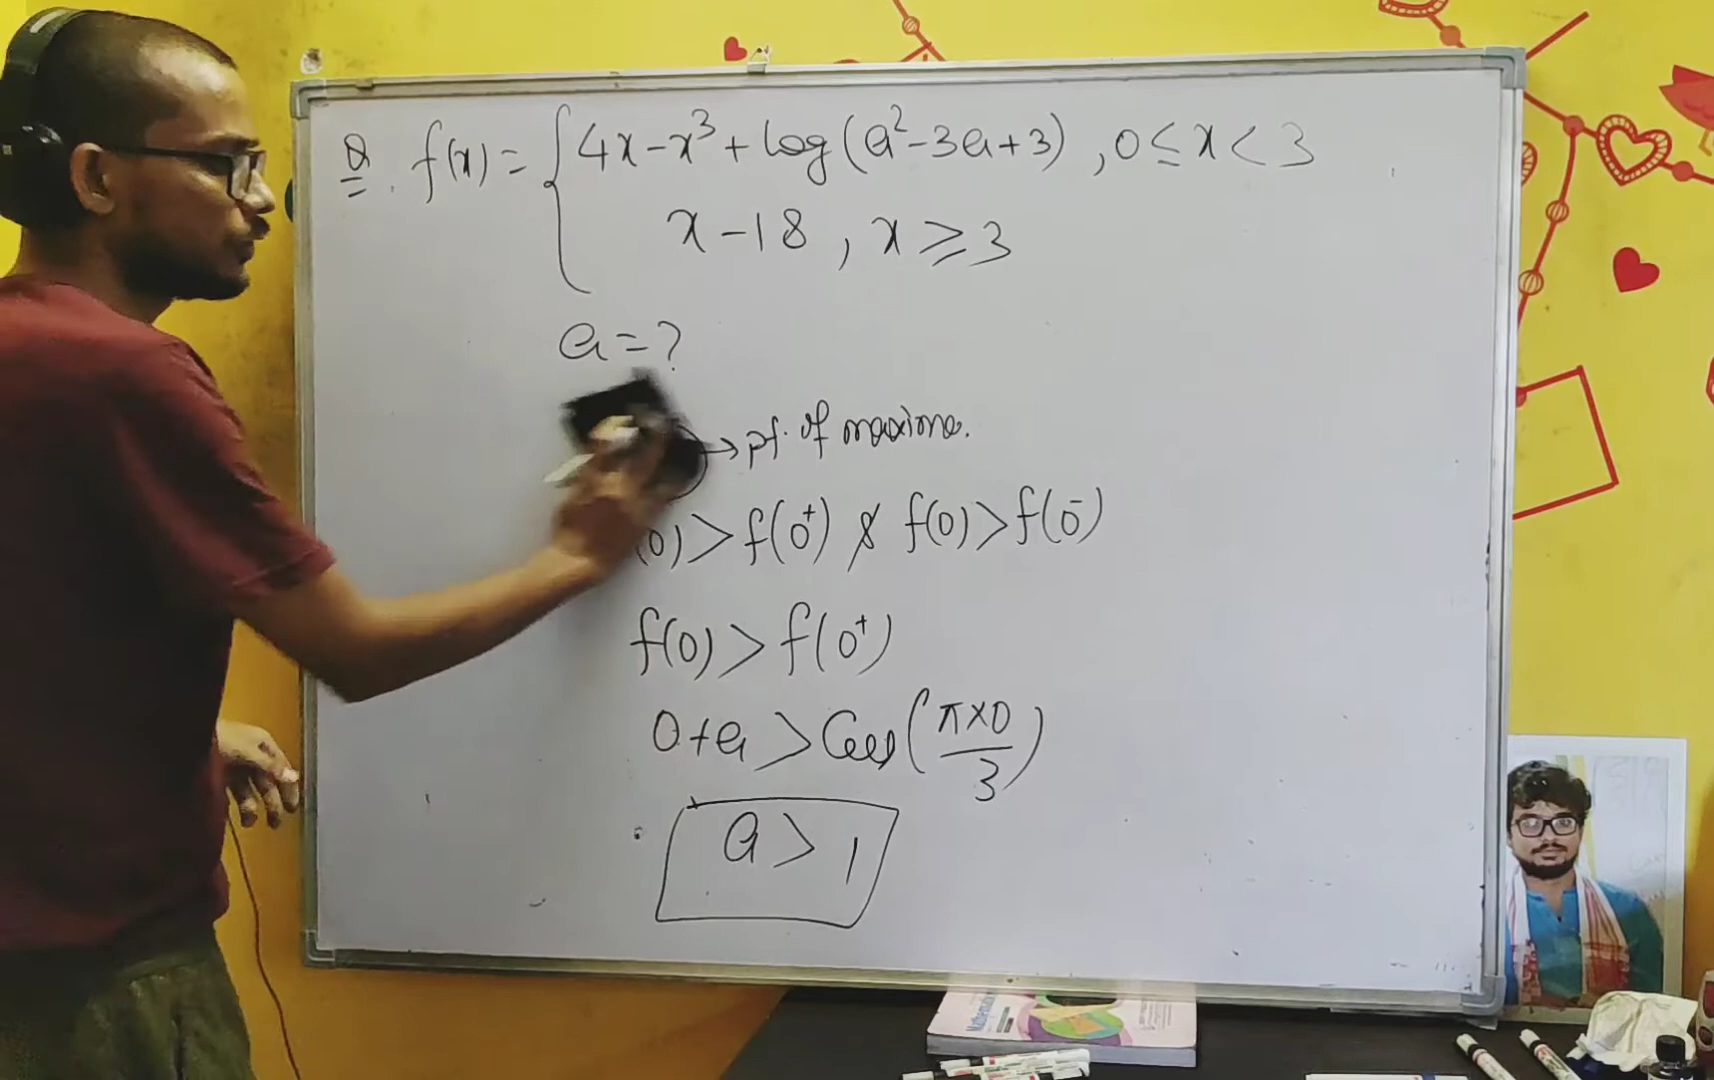 Q. f(x) = { 4x - x³ + log(a² - 3a + 3) , 0 ≤ x < 3
x - 18 , x ≥ 3
a = ?
→ pt. of maxima.
(0) > f(0⁺) & f(0) > f(0⁻)
f(0) > f(0⁺)
0 + a > Cos(π×0/3)
a > 1
Mathematics